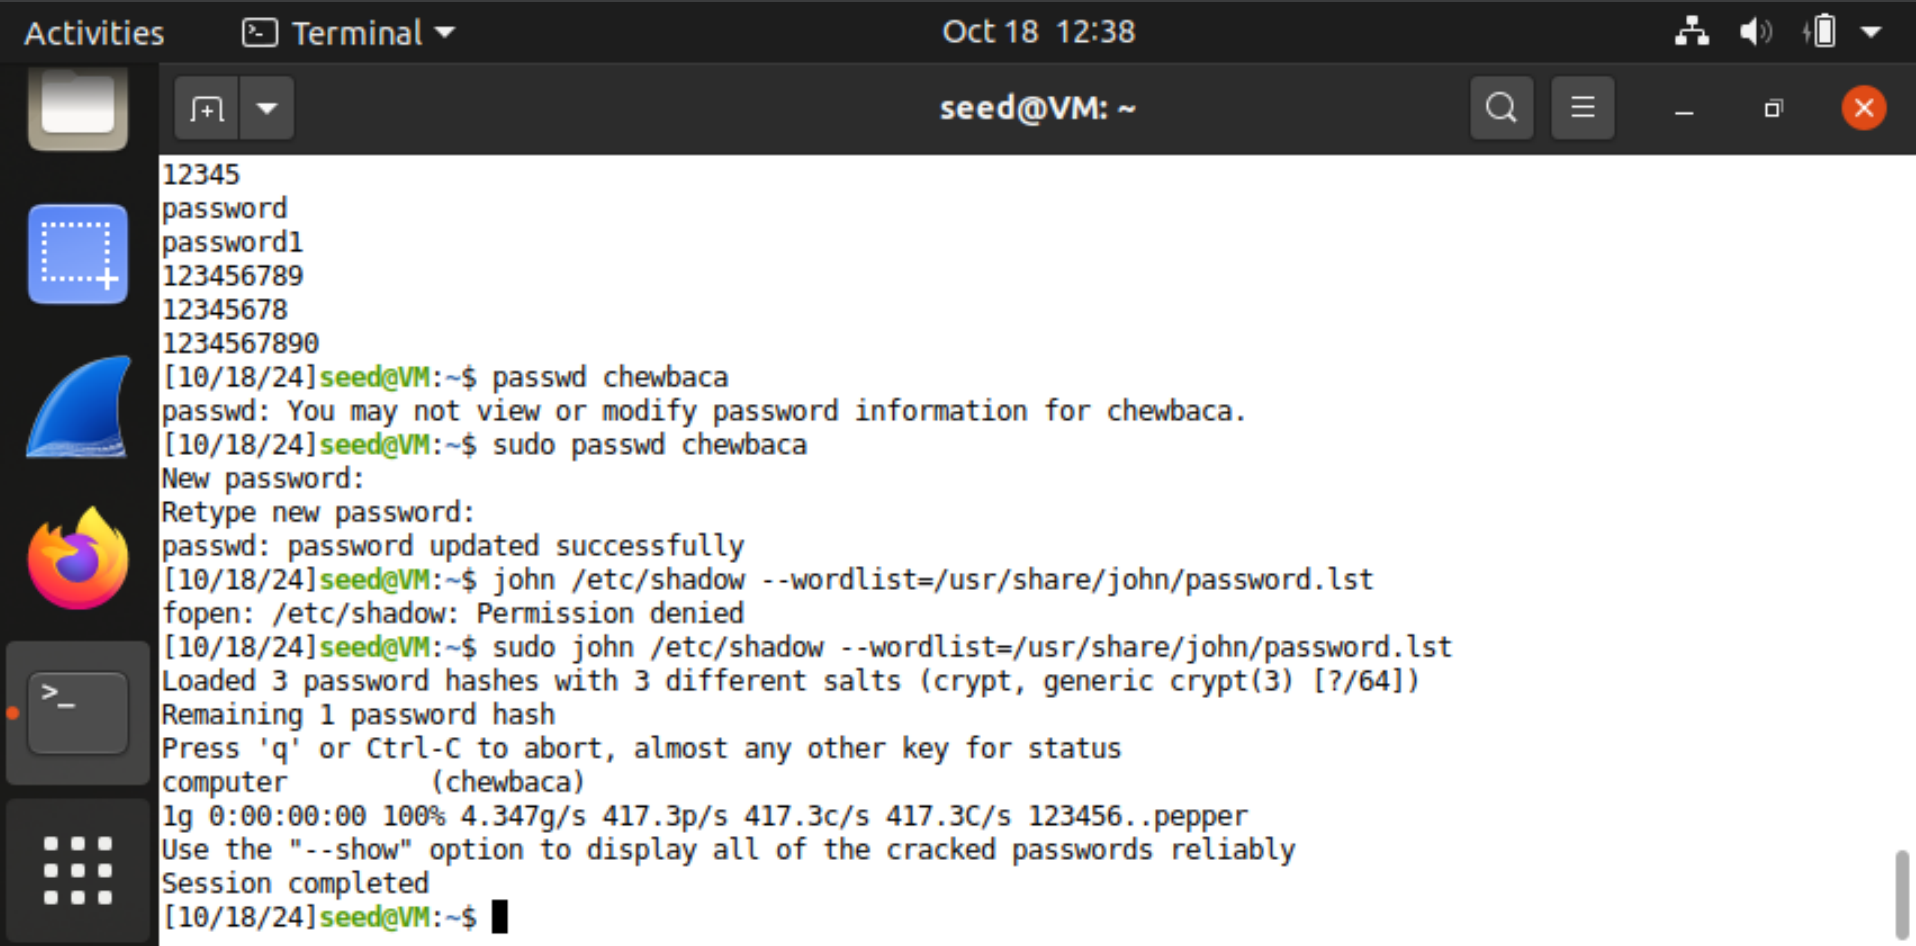 Activities Terminal Oct 18 12:38
seed@VM: ~
12345
password
password1
123456789
12345678
1234567890
[10/18/24]seed@VM:~$ passwd chewbaca
passwd: You may not view or modify password information for chewbaca.
[10/18/24]seed@VM:~$ sudo passwd chewbaca
New password:
Retype new password:
passwd: password updated successfully
[10/18/24]seed@VM:~$ john /etc/shadow --wordlist=/usr/share/john/password.lst
fopen: /etc/shadow: Permission denied
[10/18/24]seed@VM:~$ sudo john /etc/shadow --wordlist=/usr/share/john/password.lst
Loaded 3 password hashes with 3 different salts (crypt, generic crypt(3) [?/64])
Remaining 1 password hash
Press 'q' or Ctrl-C to abort, almost any other key for status
computer         (chewbaca)
1g 0:00:00:00 100% 4.347g/s 417.3p/s 417.3c/s 417.3C/s 123456..pepper
Use the "--show" option to display all of the cracked passwords reliably
Session completed
[10/18/24]seed@VM:~$